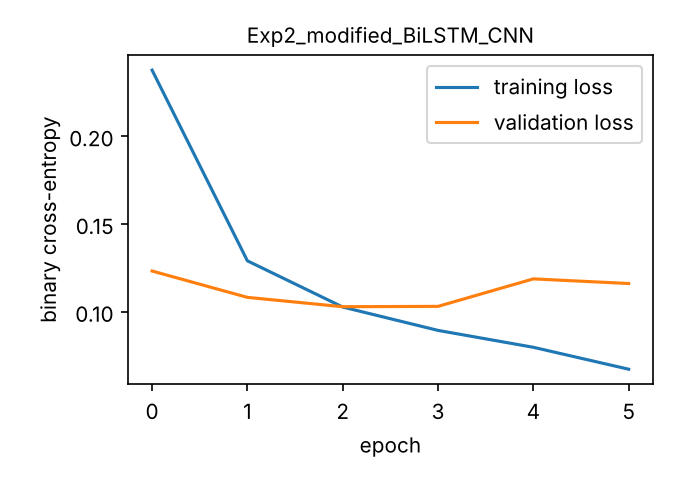 Exp2_modified_BiLSTM_CNN
training loss
validation loss
binary cross-entropy
0.20
0.15
0.10
0 1 2 3 4 5
epoch